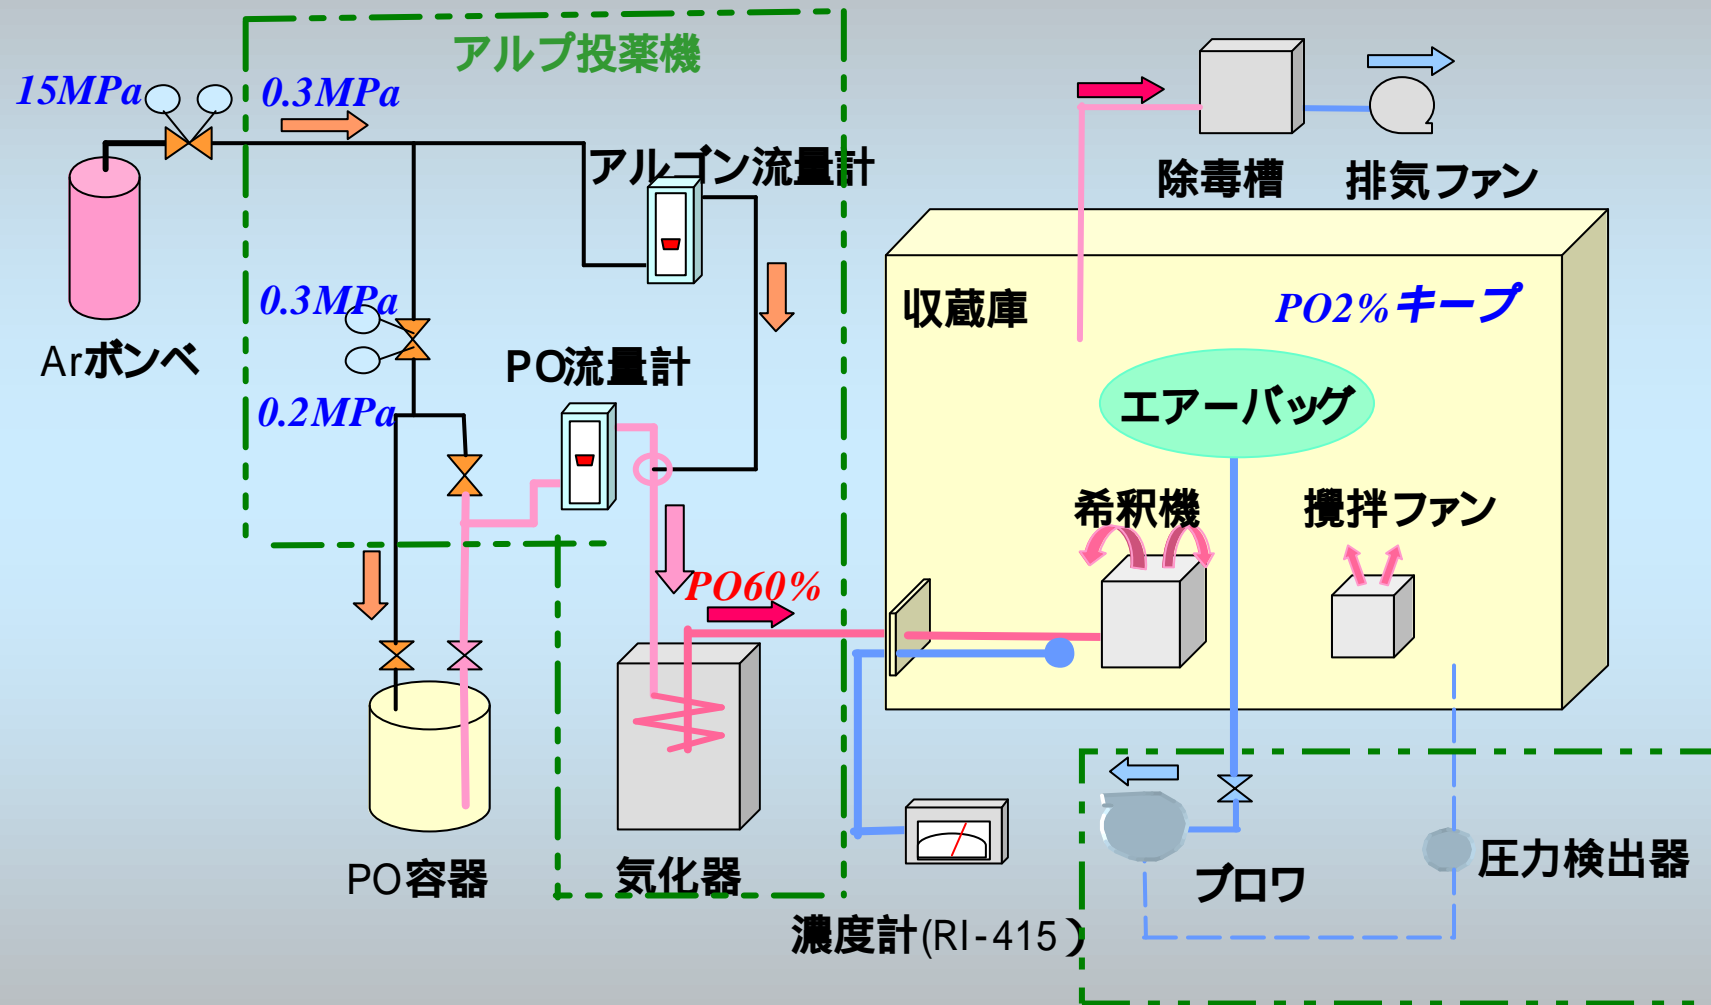 アルプ投薬機
15MPa
0.3MPa
アルゴン流量計
除毒槽
排気ファン
収蔵庫
PO2%キープ
0.3MPa
Arボンベ
PO流量計
エアーバッグ
0.2MPa
希釈機
攪拌ファン
PO60%
PO容器
気化器
ブロワ
圧力検出器
濃度計(RI-415)